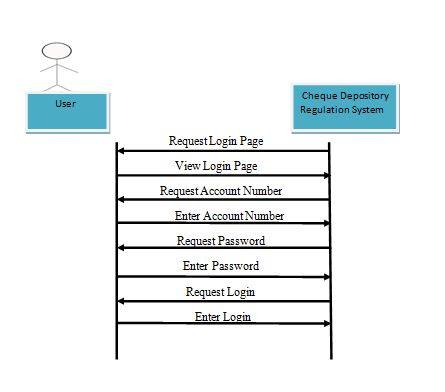 User
Cheque Depository
Regulation System
Request Login Page
View Login Page
Request Account Number
Enter Account Number
Request Password
Enter Password
Request Login
Enter Login